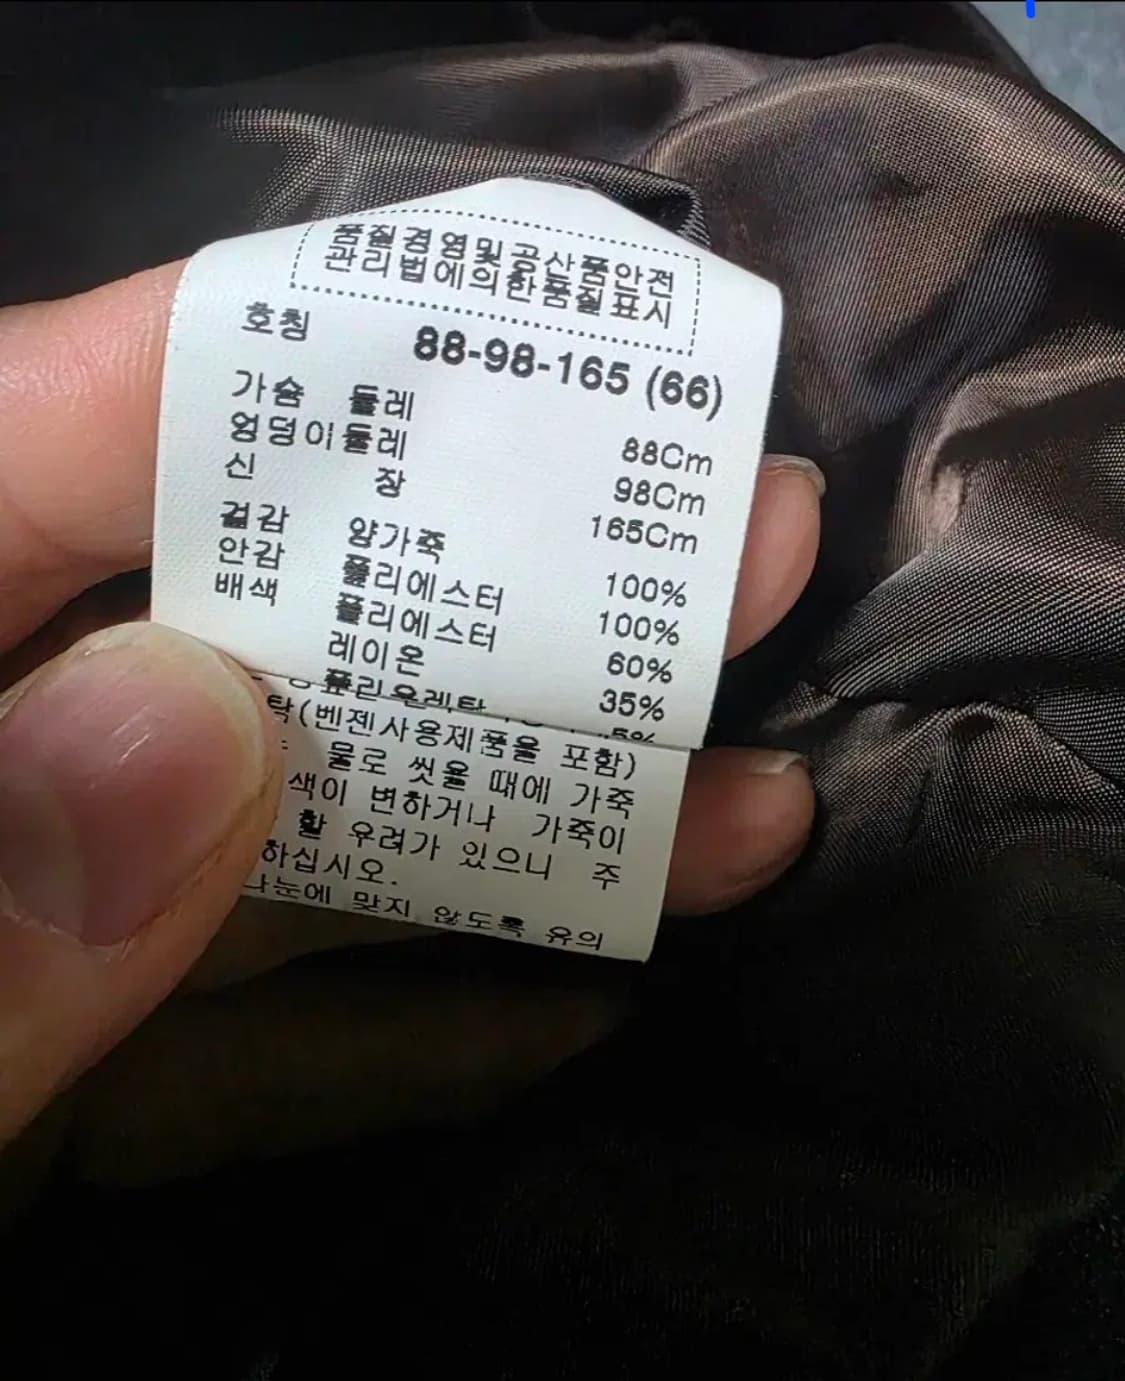 품질경영및공산품안전
관리법에의한품질표시
호칭 88-98-165 (66)
가슴 둘레 88Cm
엉덩이둘레 98Cm
신 장 165Cm
겉감 양가죽 100%
안감 폴리에스터 100%
배색 폴리에스터 60%
레이온 35%
5%
탁(벤젠사용제품을 포함)
물로 씻을 때에 가죽
색이 변하거나 가죽이
할 우려가 있으니 주
하십시오.
나눈에 맞지 않도록 유의